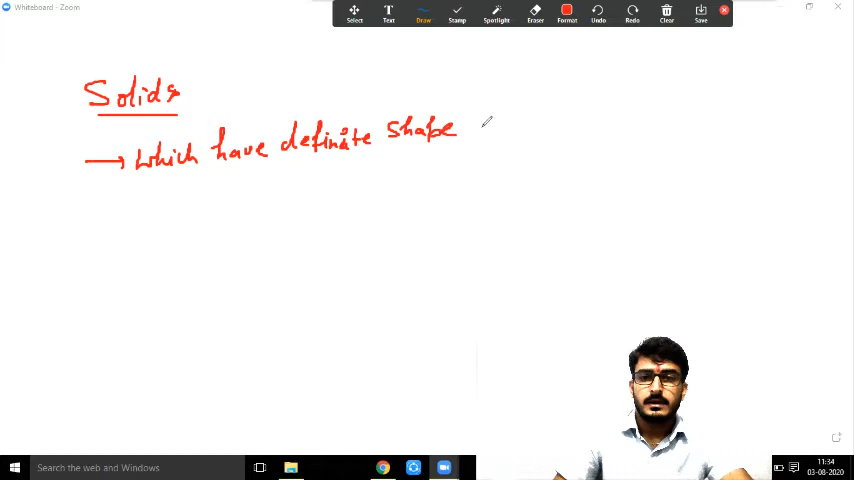 Whiteboard - Zoom
Select Text Draw Stamp Spotlight Eraser Format Undo Redo Clear Save
Solids
→ Which have definite shape
Search the web and Windows
11:34
03-08-2020